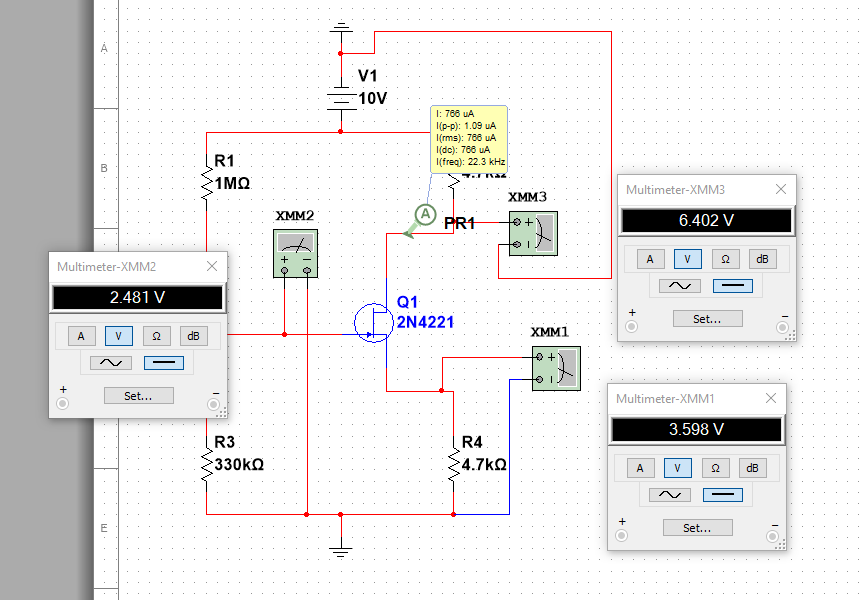 A
V1
10V
I: 766 uA
I(p-p): 1.09 uA
I(rms): 766 uA
I(dc): 766 uA
I(freq): 22.3 kHz
B
R1
1MΩ
4.7kΩ
A
PR1
XMM3
+
XMM2
+ −
Multimeter-XMM3
6.402 V
A V Ω dB
+ −
Set...
Multimeter-XMM2
2.481 V
A V Ω dB
+ −
Set...
Q1
2N4221
XMM1
+
Multimeter-XMM1
3.598 V
A V Ω dB
+ −
Set...
R3
330kΩ
R4
4.7kΩ
E